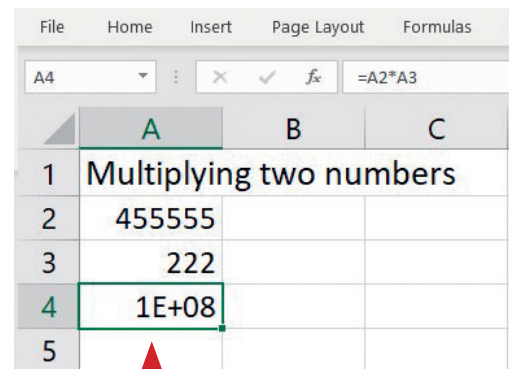 File Home Insert Page Layout Formulas
A4 fx =A2*A3
A B C
1 Multiplying two numbers
2 455555
3 222
4 1E+08
5